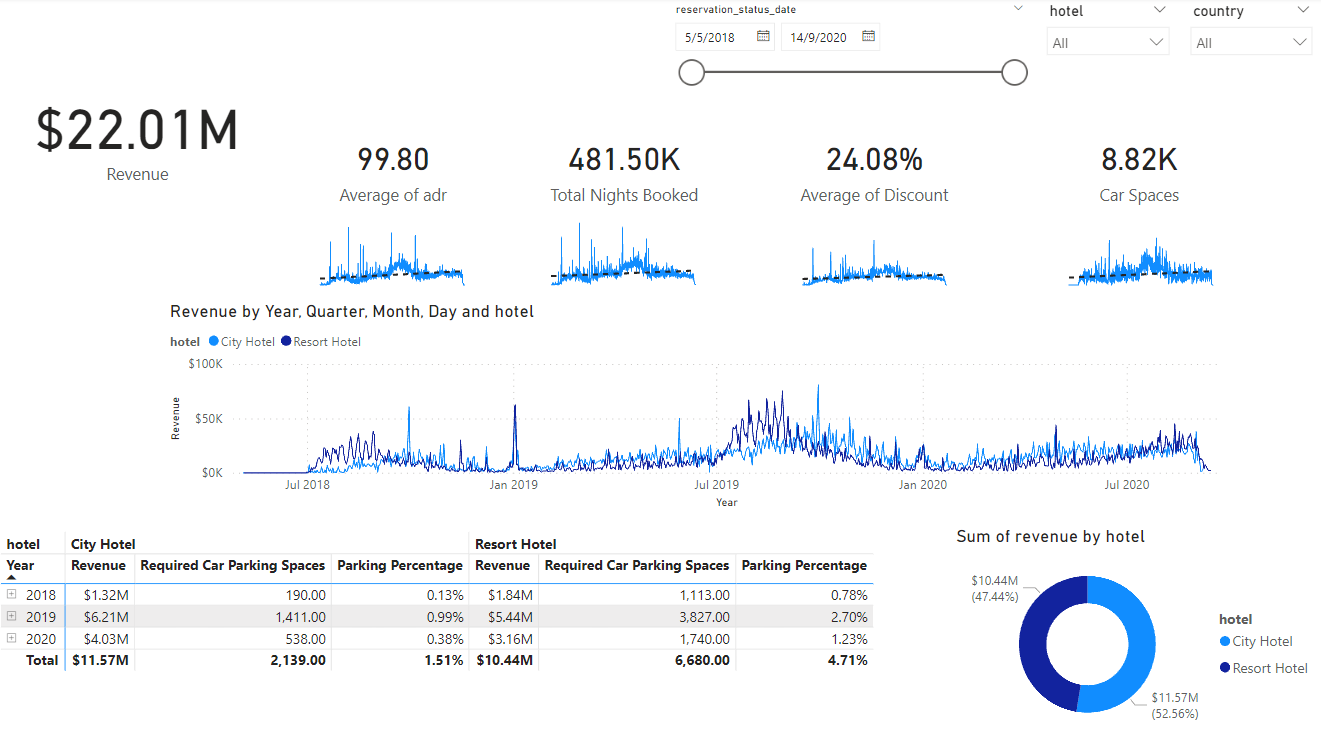 reservation_status_date
5/5/2018 14/9/2020
hotel
All
country
All
$22.01M
Revenue
99.80
Average of adr
481.50K
Total Nights Booked
24.08%
Average of Discount
8.82K
Car Spaces
Revenue by Year, Quarter, Month, Day and hotel
hotel City Hotel Resort Hotel
Revenue
$100K
$50K
$0K
Jul 2018 Jan 2019 Jul 2019 Jan 2020 Jul 2020
Year
hotel City Hotel Resort Hotel
Year Revenue Required Car Parking Spaces Parking Percentage Revenue Required Car Parking Spaces Parking Percentage
2018 $1.32M 190.00 0.13% $1.84M 1,113.00 0.78%
2019 $6.21M 1,411.00 0.99% $5.44M 3,827.00 2.70%
2020 $4.03M 538.00 0.38% $3.16M 1,740.00 1.23%
Total $11.57M 2,139.00 1.51% $10.44M 6,680.00 4.71%
Sum of revenue by hotel
$10.44M
(47.44%)
$11.57M
(52.56%)
hotel
City Hotel
Resort Hotel